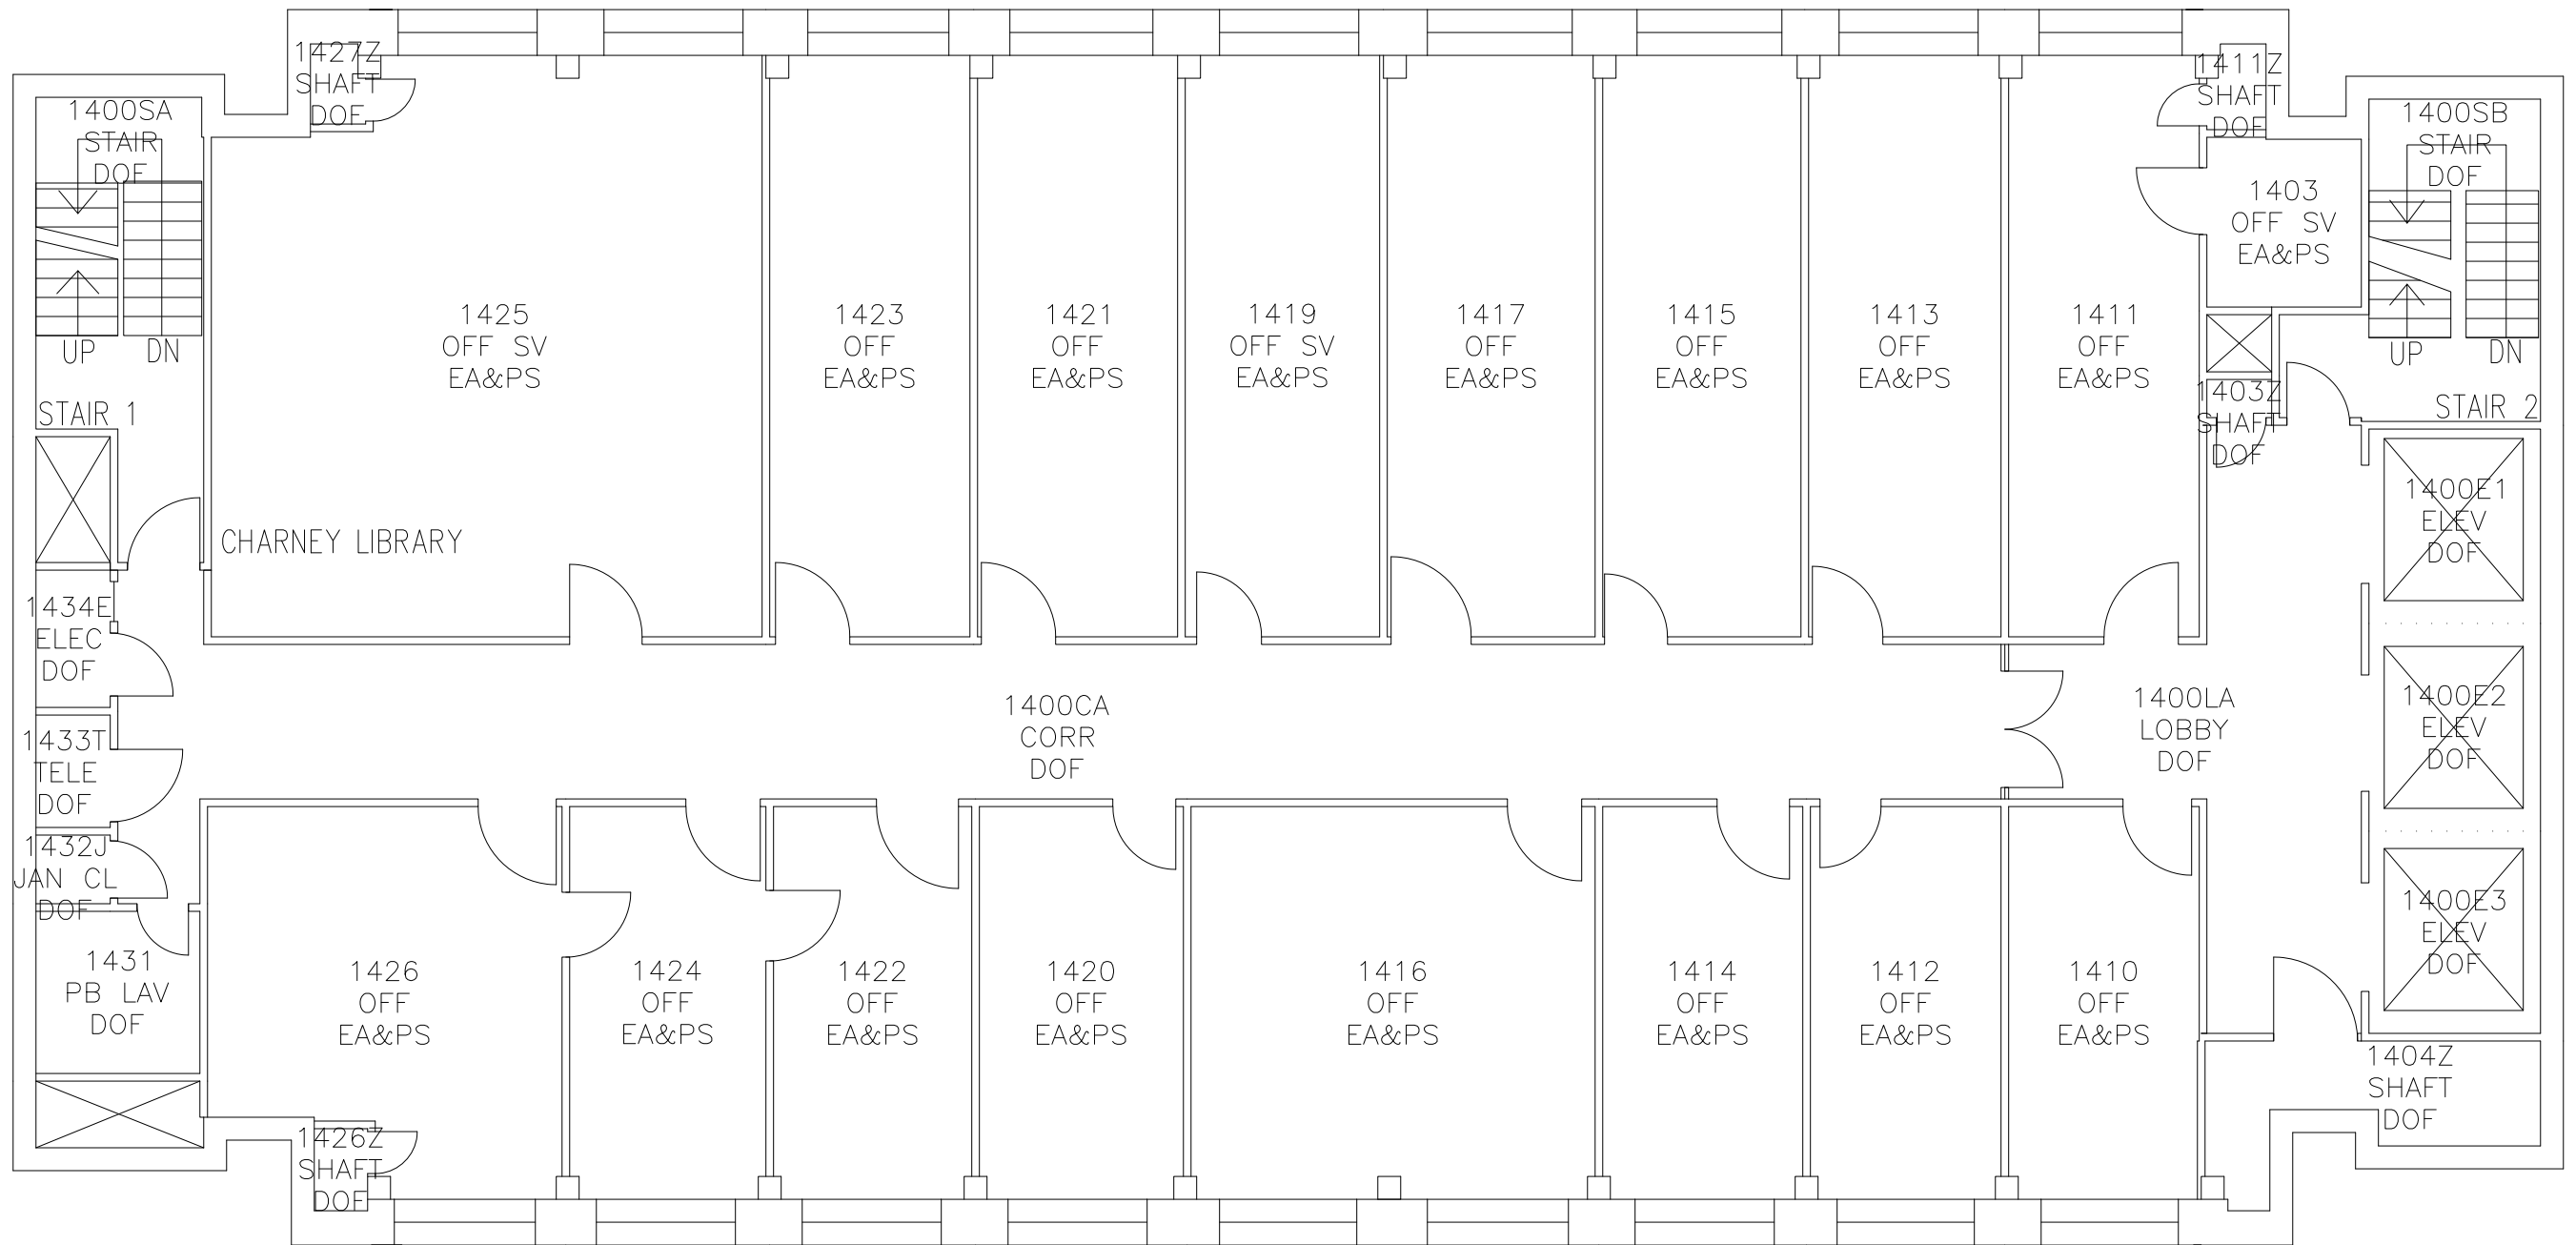 1427Z
SHAFT
DOF
1411Z
SHAFT
DOF
1400SA
STAIR
DOF
1400SB
STAIR
DOF
1403
OFF SV
EA&PS
1425
OFF SV
EA&PS
1423
OFF
EA&PS
1421
OFF
EA&PS
1419
OFF SV
EA&PS
1417
OFF
EA&PS
1415
OFF
EA&PS
1413
OFF
EA&PS
1411
OFF
EA&PS
UP
DN
UP
DN
STAIR 1
1403Z
SHAFT
DOF
STAIR 2
CHARNEY LIBRARY
1400E1
ELEV
DOF
1434E
ELEC
DOF
1400CA
CORR
DOF
1400LA
LOBBY
DOF
1400E2
ELEV
DOF
1433T
TELE
DOF
1432J
JAN CL
DOF
1400E3
ELEV
DOF
1431
PB LAV
DOF
1426
OFF
EA&PS
1424
OFF
EA&PS
1422
OFF
EA&PS
1420
OFF
EA&PS
1416
OFF
EA&PS
1414
OFF
EA&PS
1412
OFF
EA&PS
1410
OFF
EA&PS
1404Z
SHAFT
DOF
1426Z
SHAFT
DOF